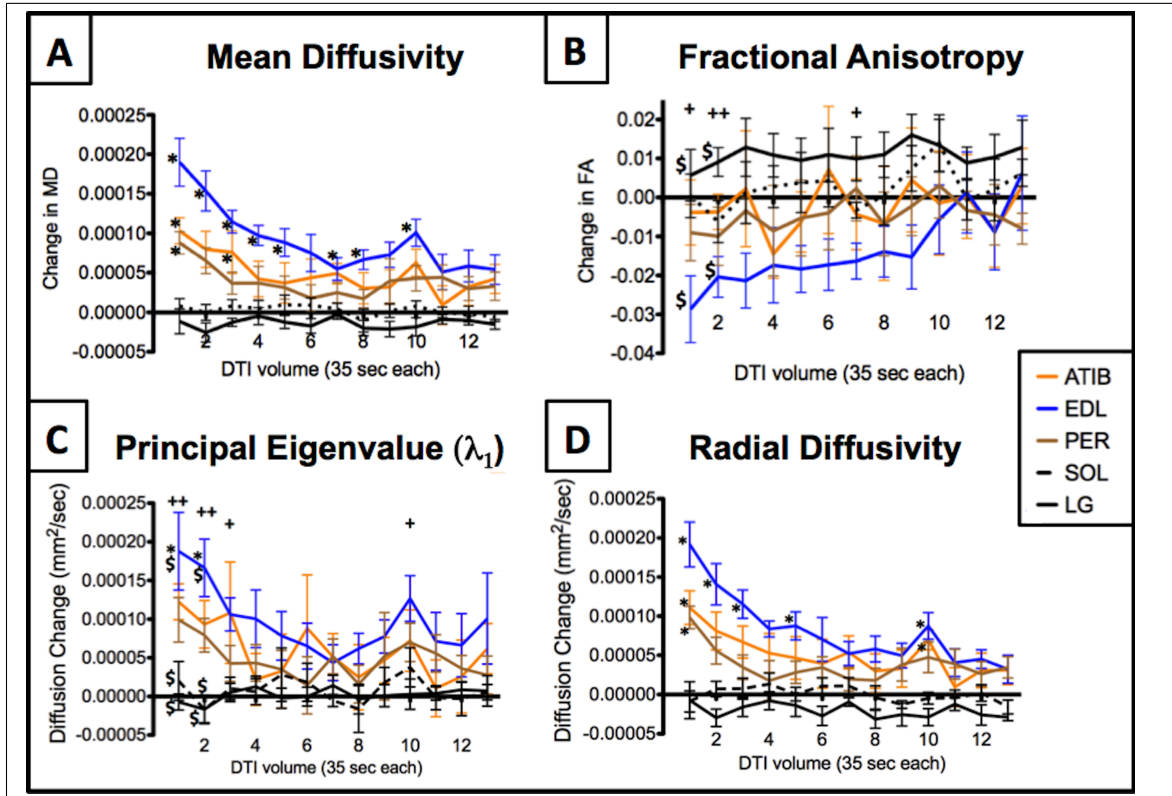 A
Mean Diffusivity
0.00025
0.00020
0.00015
0.00010
0.00005
0.00000
-0.00005
Change in MD
* * * * * * * * * * * *
2 4 6 8 10 12
DTI volume (35 sec each)
B
Fractional Anisotropy
0.02
0.01
0.00
-0.01
-0.02
-0.03
-0.04
Change in FA
+ ++ +
$ $
$ $
2 4 6 8 10 12
DTI volume (35 sec each)
ATIB
EDL
PER
SOL
LG
C
Principal Eigenvalue (λ1)
0.00025
0.00020
0.00015
0.00010
0.00005
0.00000
-0.00005
Diffusion Change (mm²/sec)
++ ++ + +
* *
$ $
$ $
$ $
2 4 6 8 10 12
DTI volume (35 sec each)
D
Radial Diffusivity
0.00025
0.00020
0.00015
0.00010
0.00005
0.00000
-0.00005
Diffusion Change (mm²/sec)
* * * * * * * *
2 4 6 8 10 12
DTI volume (35 sec each)